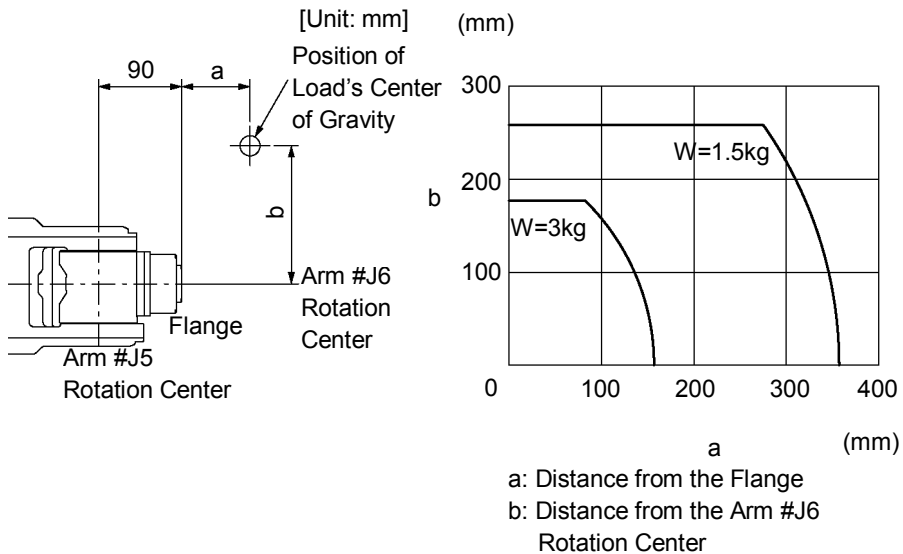 [Unit: mm]
90
a
Position of
Load's Center
of Gravity
b
Arm #J6
Rotation
Center
Flange
Arm #J5
Rotation Center
(mm)
300
W=1.5kg
200
b
W=3kg
100
0
100
200
300
400
a
(mm)
a: Distance from the Flange
b: Distance from the Arm #J6
Rotation Center